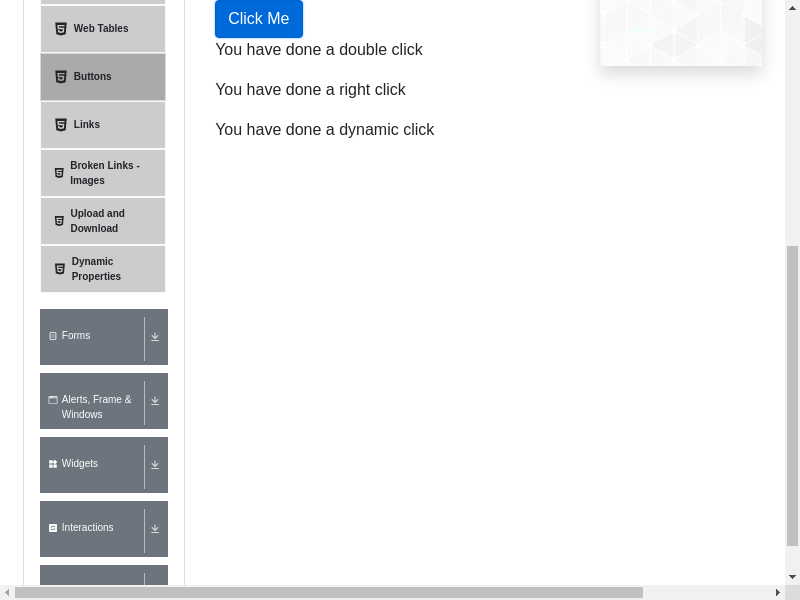 Web Tables
Buttons
Links
Broken Links -
Images
Upload and
Download
Dynamic
Properties
Forms
Alerts, Frame &
Windows
Widgets
Interactions
Click Me
You have done a double click
You have done a right click
You have done a dynamic click